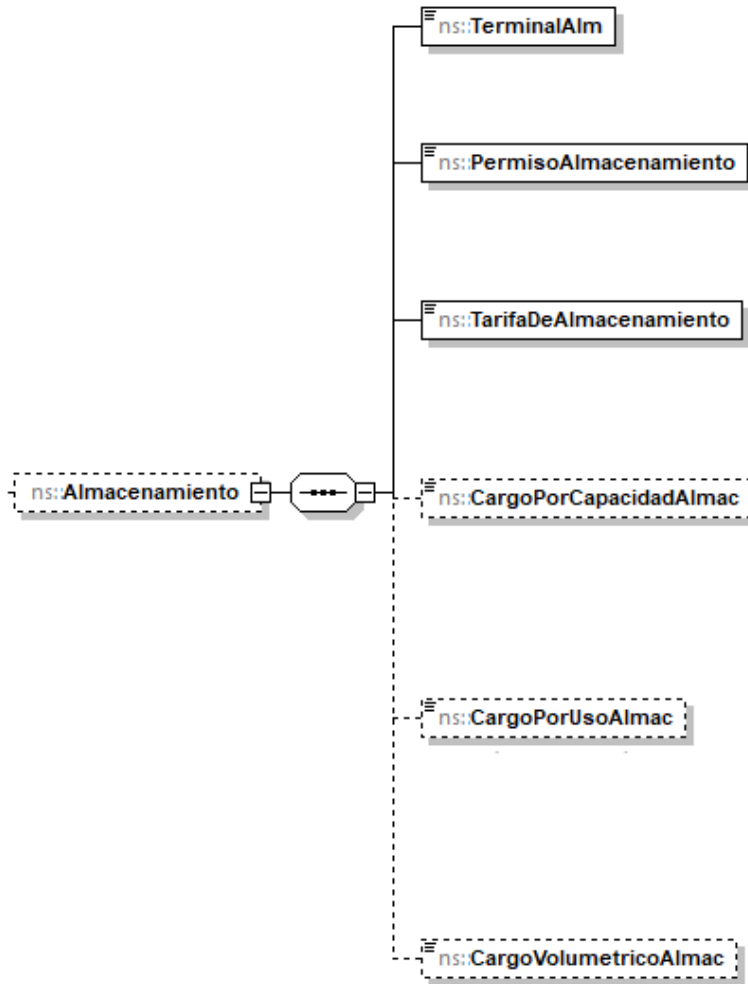 ns::TerminalAlm
ns::PermisoAlmacenamiento
ns::TarifaDeAlmacenamiento
ns::Almacenamiento
ns::CargoPorCapacidadAlmac
ns::CargoPorUsoAlmac
ns::CargoVolumetricoAlmac